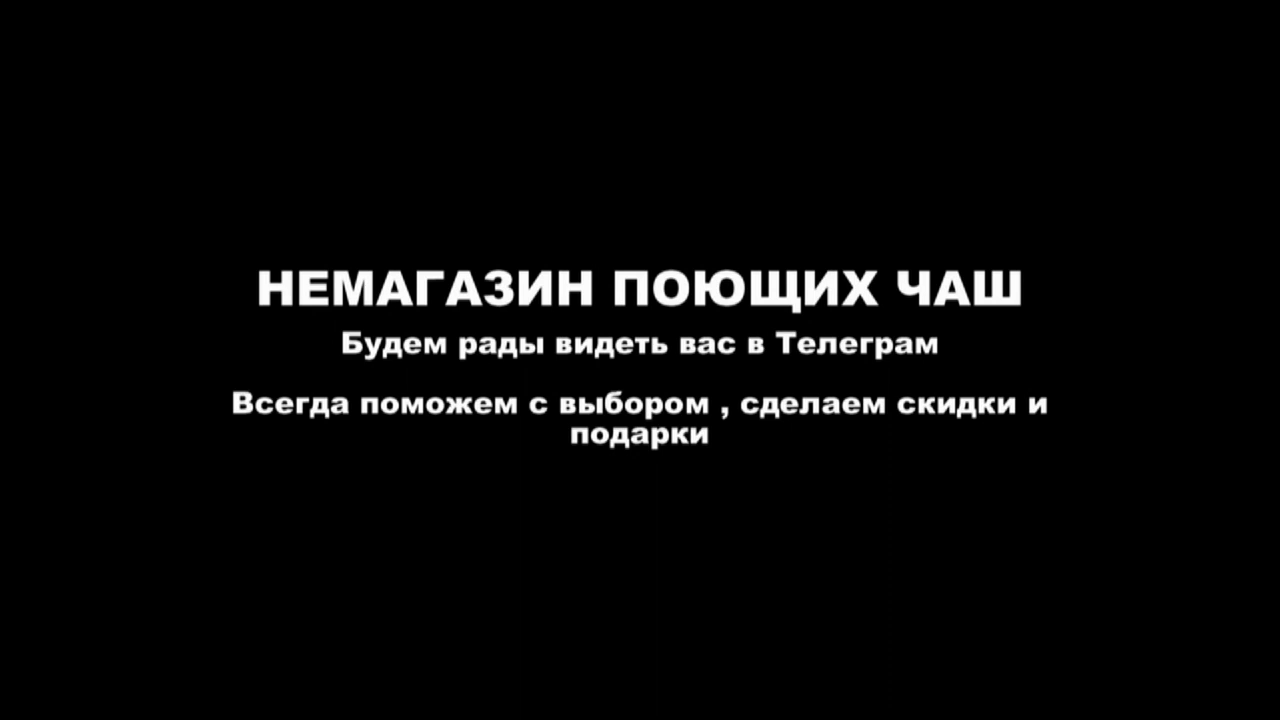 НЕМАГАЗИН ПОЮЩИХ ЧАШ
Будем рады видеть вас в Телеграм
Всегда поможем с выбором , сделаем скидки и
подарки